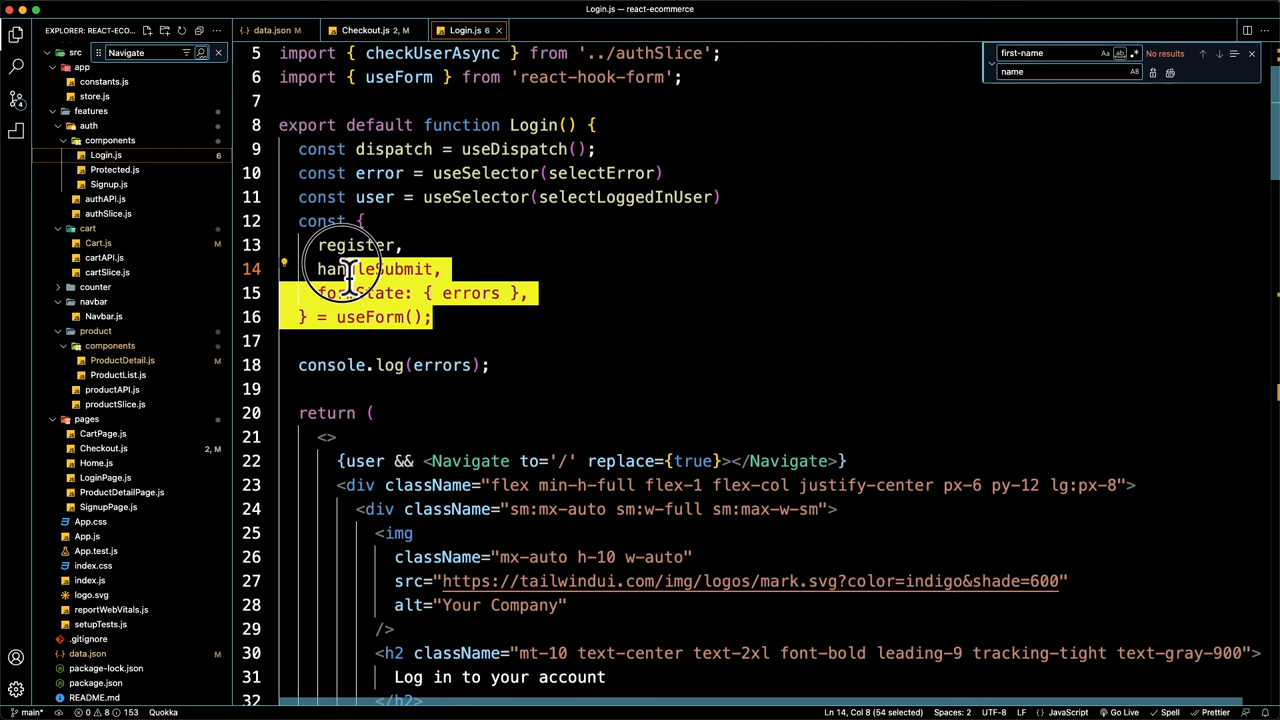 Login.js — react-ecommerce
EXPLORER: REACT-ECO...
data.json M
Checkout.js 2, M
Login.js 6
src
Navigate
app
constants.js
store.js
features
auth
components
Login.js 6
Protected.js
Signup.js
authAPI.js
authSlice.js
cart
Cart.js M
cartAPI.js
cartSlice.js
counter
navbar
Navbar.js
product
components
ProductDetail.js M
ProductList.js
productAPI.js
productSlice.js
pages
CartPage.js
Checkout.js 2, M
Home.js
LoginPage.js
ProductDetailPage.js
SignupPage.js
App.css
App.js
App.test.js
index.css
index.js
logo.svg
reportWebVitals.js
setupTests.js
.gitignore
data.json M
package-lock.json
package.json
README.md
first-name Aa ab .* No results
name AB
5 import { checkUserAsync } from '../authSlice';
6 import { useForm } from 'react-hook-form';
7
8 export default function Login() {
9 const dispatch = useDispatch();
10 const error = useSelector(selectError)
11 const user = useSelector(selectLoggedInUser)
12 const {
13 register,
14 handleSubmit,
15 formState: { errors },
16 } = useForm();
17
18 console.log(errors);
19
20 return (
21 <>
22 {user && <Navigate to='/' replace={true}></Navigate>}
23 <div className="flex min-h-full flex-1 flex-col justify-center px-6 py-12 lg:px-8">
24 <div className="sm:mx-auto sm:w-full sm:max-w-sm">
25 <img
26 className="mx-auto h-10 w-auto"
27 src="https://tailwindui.com/img/logos/mark.svg?color=indigo&shade=600"
28 alt="Your Company"
29 />
30 <h2 className="mt-10 text-center text-2xl font-bold leading-9 tracking-tight text-gray-900">
31 Log in to your account
32 </h2>
main* 0 8 153 Quokka Ln 14, Col 8 (54 selected) Spaces: 2 UTF-8 LF {} JavaScript Go Live Spell Prettier